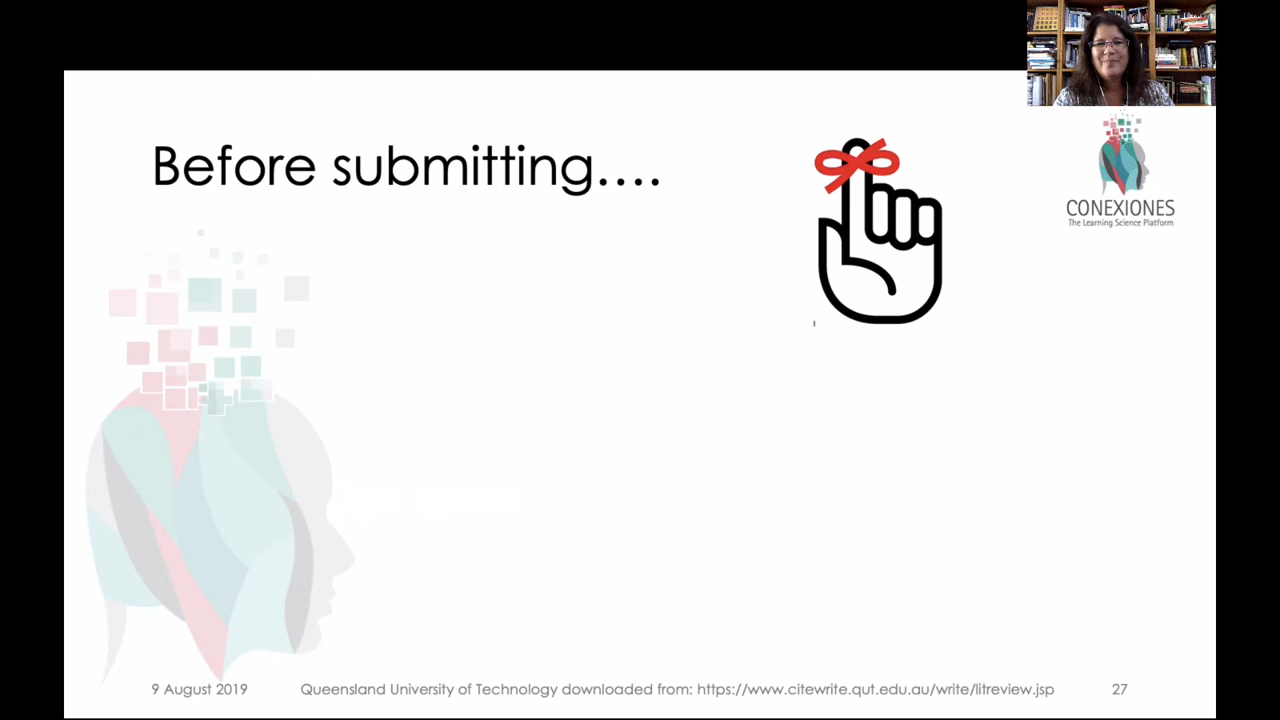 Before submitting....
CONEXIONES
The Learning Science Platform
9 August 2019
Queensland University of Technology downloaded from: https://www.citewrite.qut.edu.au/write/litreview.jsp
27